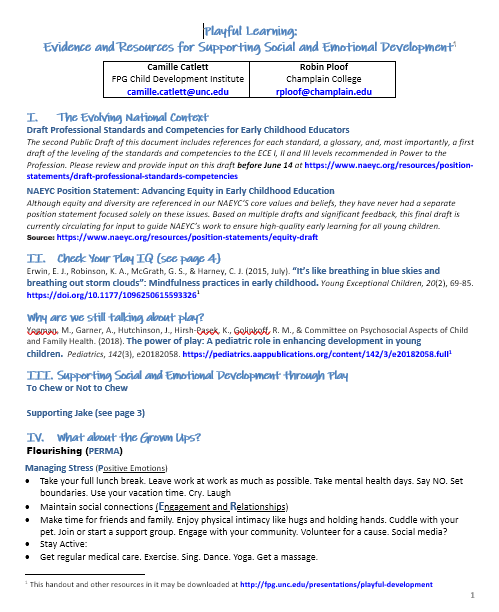 Playful Learning:
Evidence and Resources for Supporting Social and Emotional Development1
Camille Catlett
FPG Child Development Institute
camille.catlett@unc.edu
Robin Ploof
Champlain College
rploof@champlain.edu
I. The Evolving National Context
Draft Professional Standards and Competencies for Early Childhood Educators
The second Public Draft of this document includes references for each standard, a glossary, and, most importantly, a first
draft of the leveling of the standards and competencies to the ECE I, II and III levels recommended in Power to the
Profession. Please review and provide input on this draft before June 14 at https://www.naeyc.org/resources/position-
statements/draft-professional-standards-competencies
NAEYC Position Statement: Advancing Equity in Early Childhood Education
Although equity and diversity are referenced in our NAEYC’S core values and beliefs, they have never had a separate
position statement focused solely on these issues. Based on multiple drafts and significant feedback, this final draft is
currently circulating for input to guide NAEYC’s work to ensure high-quality early learning for all young children.
Source: https://www.naeyc.org/resources/position-statements/equity-draft
II. Check Your Play IQ (see page 4)
Erwin, E. J., Robinson, K. A., McGrath, G. S., & Harney, C. J. (2015, July). “It’s like breathing in blue skies and
breathing out storm clouds”: Mindfulness practices in early childhood. Young Exceptional Children, 20(2), 69-85.
https://doi.org/10.1177/10962506155933261
Why are we still talking about play?
Yogman, M., Garner, A., Hutchinson, J., Hirsh-Pasek, K., Golinkoff, R. M., & Committee on Psychosocial Aspects of Child
and Family Health. (2018). The power of play: A pediatric role in enhancing development in young
children. Pediatrics, 142(3), e20182058. https://pediatrics.aappublications.org/content/142/3/e20182058.full1
III. Supporting Social and Emotional Development through Play
To Chew or Not to Chew
Supporting Jake (see page 3)
IV. What about the Grown Ups?
Flourishing (PERMA)
Managing Stress (Positive Emotions)
• Take your full lunch break. Leave work at work as much as possible. Take mental health days. Say NO. Set
boundaries. Use your vacation time. Cry. Laugh
• Maintain social connections (Engagement and Relationships)
• Make time for friends and family. Enjoy physical intimacy like hugs and holding hands. Cuddle with your
pet. Join or start a support group. Engage with your community. Volunteer for a cause. Social media?
• Stay Active:
• Get regular medical care. Exercise. Sing. Dance. Yoga. Get a massage.
1 This handout and other resources in it may be downloaded at http://fpg.unc.edu/presentations/playful-development
1